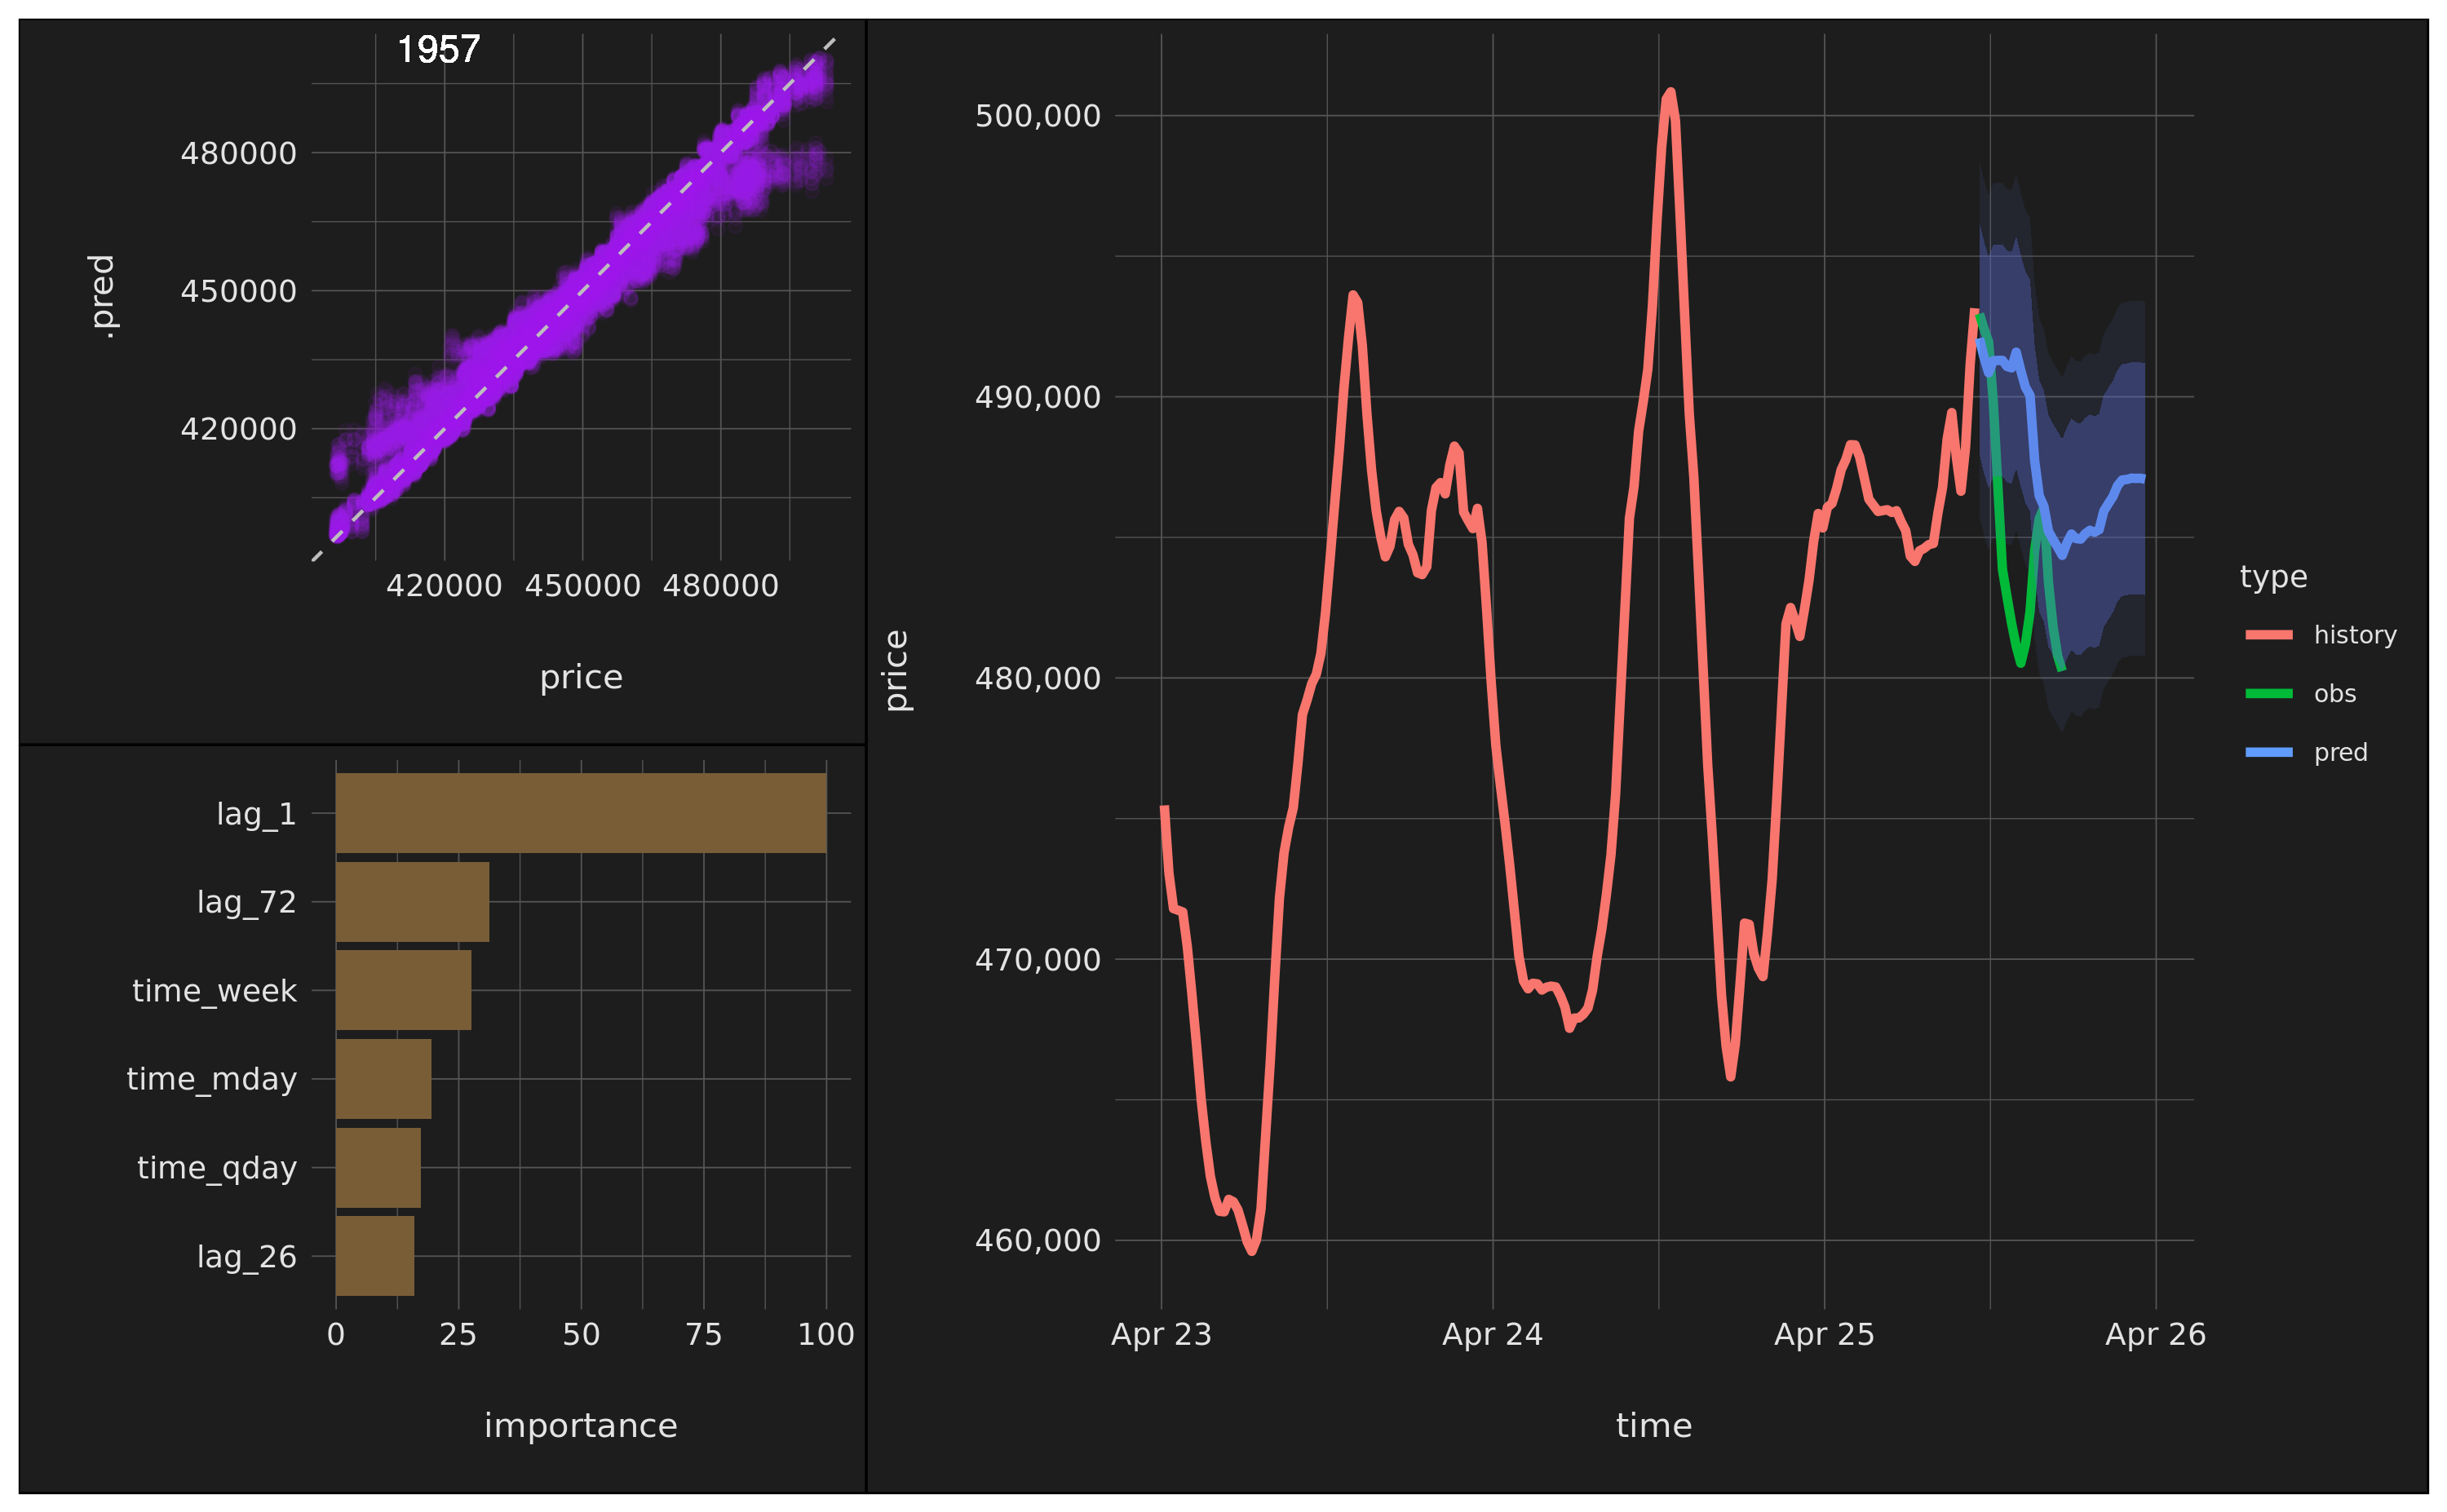 1957
.pred
480000
450000
420000
420000 450000 480000
price
lag_1
lag_72
time_week
time_mday
time_qday
lag_26
0 25 50 75 100
importance
price
500,000
490,000
480,000
470,000
460,000
Apr 23 Apr 24 Apr 25 Apr 26
time
type
history
obs
pred